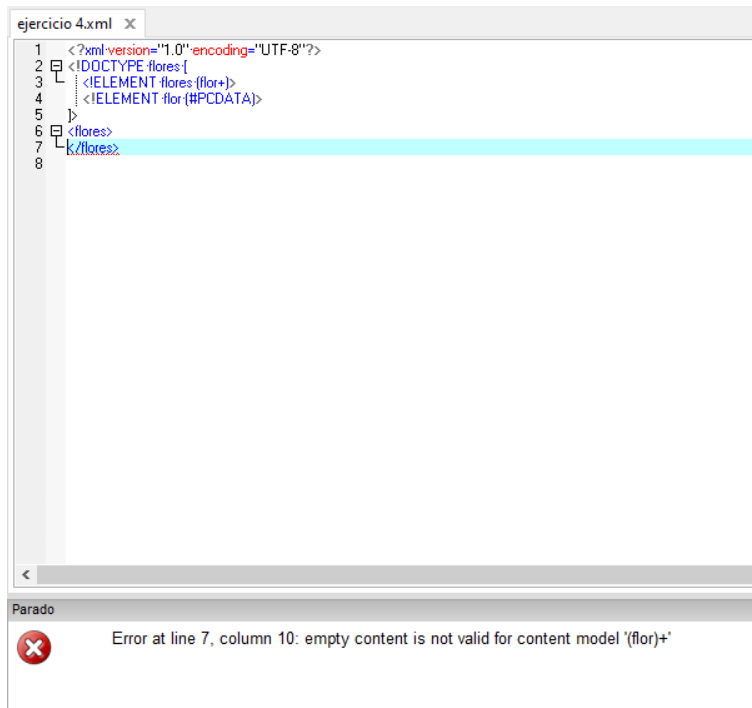 ejercicio 4.xml
1 <?xml version="1.0" encoding="UTF-8"?>
2 <!DOCTYPE flores [
3 <!ELEMENT flores (flor+)>
4 <!ELEMENT flor (#PCDATA)>
5 ]>
6 <flores>
7 </flores>
8
Parado
Error at line 7, column 10: empty content is not valid for content model '(flor)+'